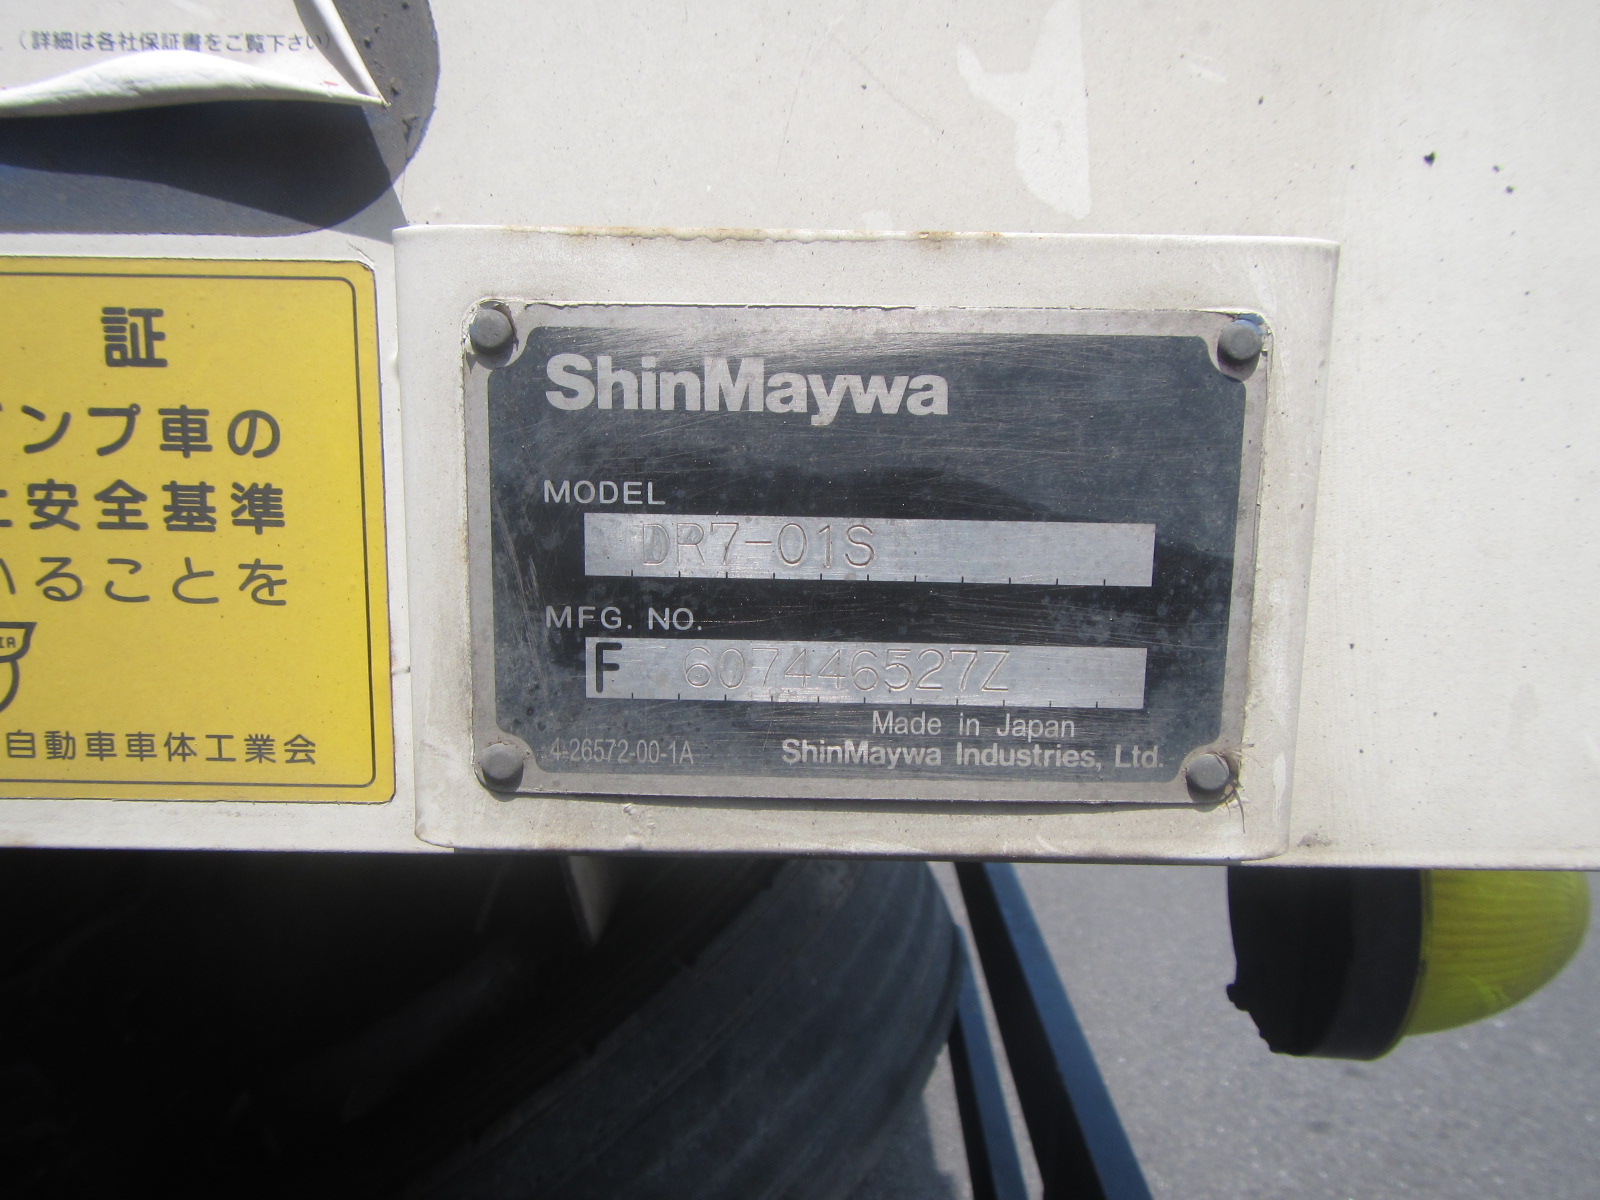 （詳細は各社保証書をご覧下さい）
証
ンプ車の
安全基準
いることを
自動車車体工業会
ShinMaywa
MODEL
DR7-01S
MFG. NO.
F 607446527Z
Made in Japan
4-26572-00-1A ShinMaywa Industries, Ltd.